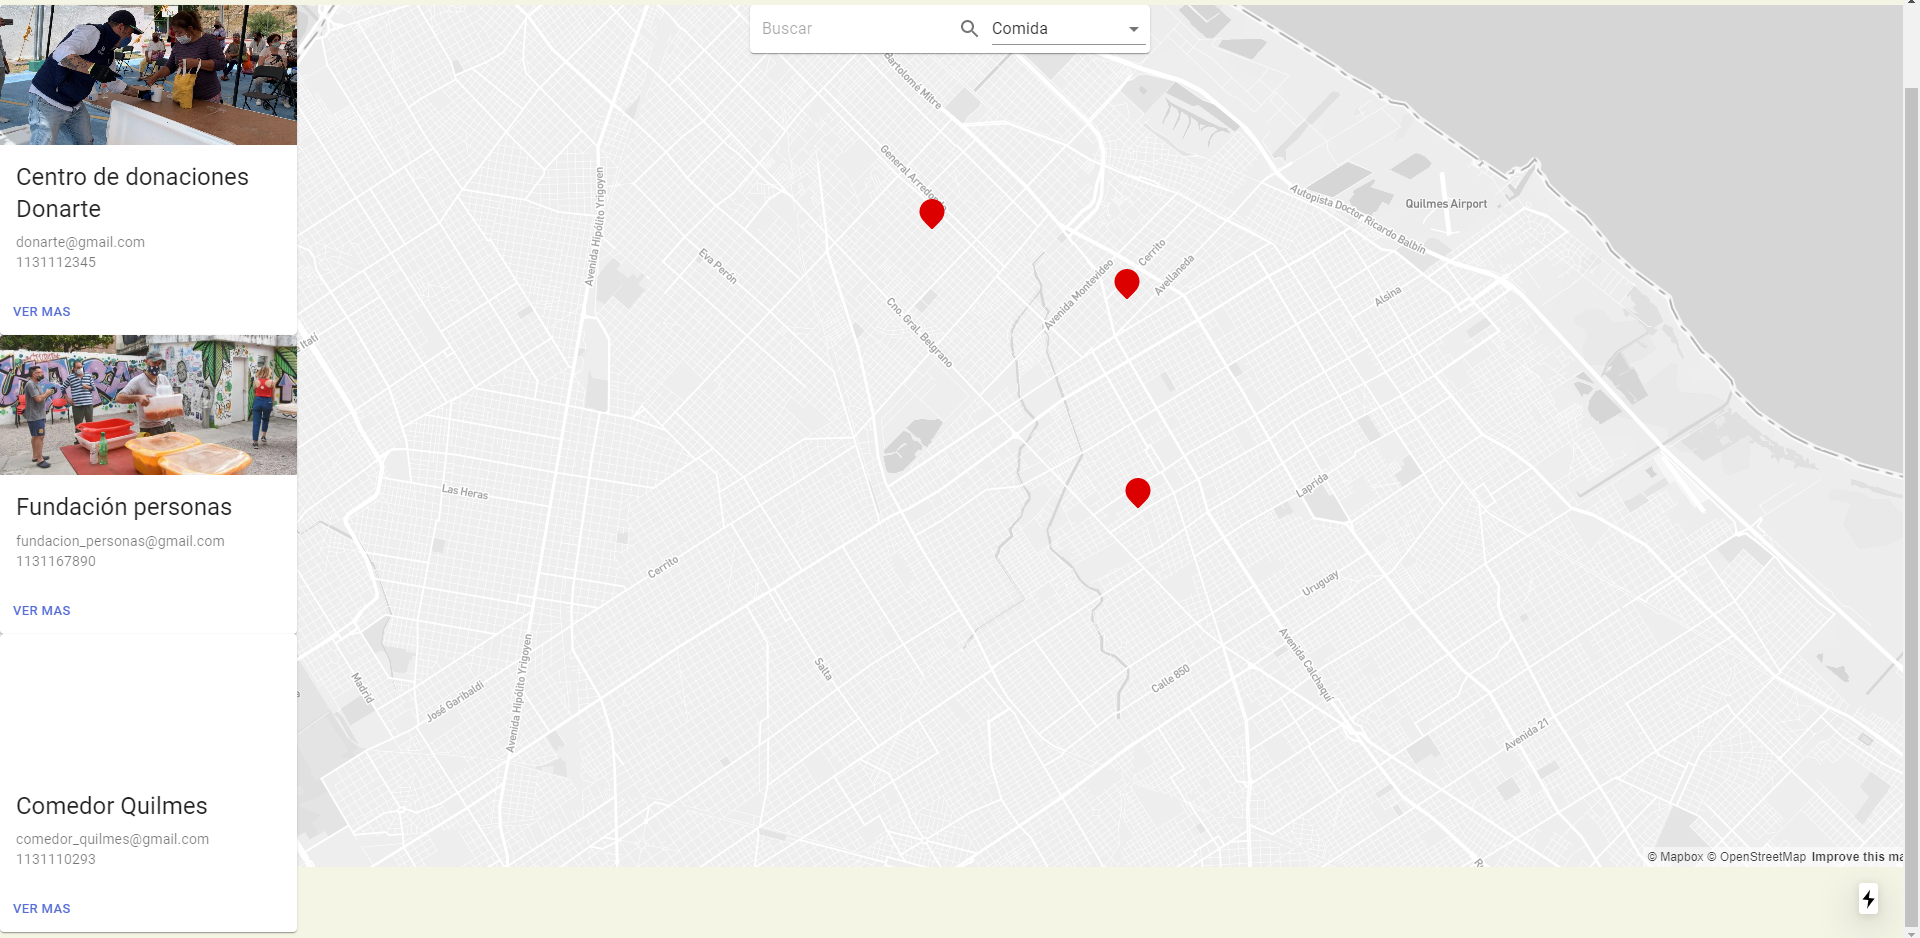 Buscar
Comida
Centro de donaciones
Donarte
donarte@gmail.com
1131112345
VER MAS
Fundación personas
fundacion_personas@gmail.com
1131167890
VER MAS
Comedor Quilmes
comedor_quilmes@gmail.com
1131110293
VER MAS
Bartolomé Mitre
General Arredondo
Avenida Hipólito Yrigoyen
Eva Perón
Cno. Gral. Belgrano
Avenida Montevideo
Cerrito
Avellaneda
Autopista Doctor Ricardo Balbín
Quilmes Airport
Alsina
Itatí
Las Heras
Laprida
Cerrito
Uruguay
Avenida Hipólito Yrigoyen
Madrid
José Garibaldi
Salta
Calle 850
Avenida Calchaquí
Avenida 21
© Mapbox © OpenStreetMap Improve this ma